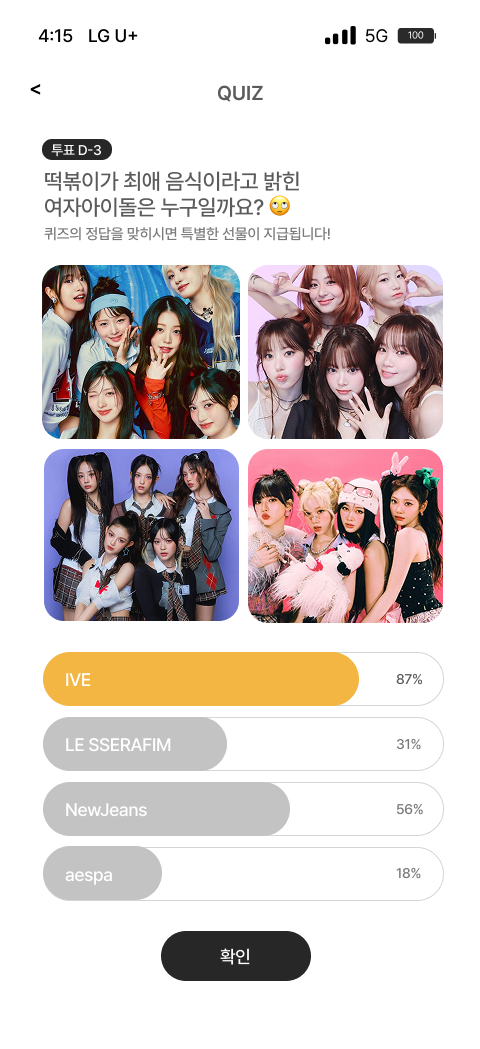 4:15 LG U+ 5G 100
<
QUIZ
투표 D-3
떡볶이가 최애 음식이라고 밝힌
여자아이돌은 누구일까요? 🙄
퀴즈의 정답을 맞히시면 특별한 선물이 지급됩니다!
IVE 87%
LE SSERAFIM 31%
NewJeans 56%
aespa 18%
확인